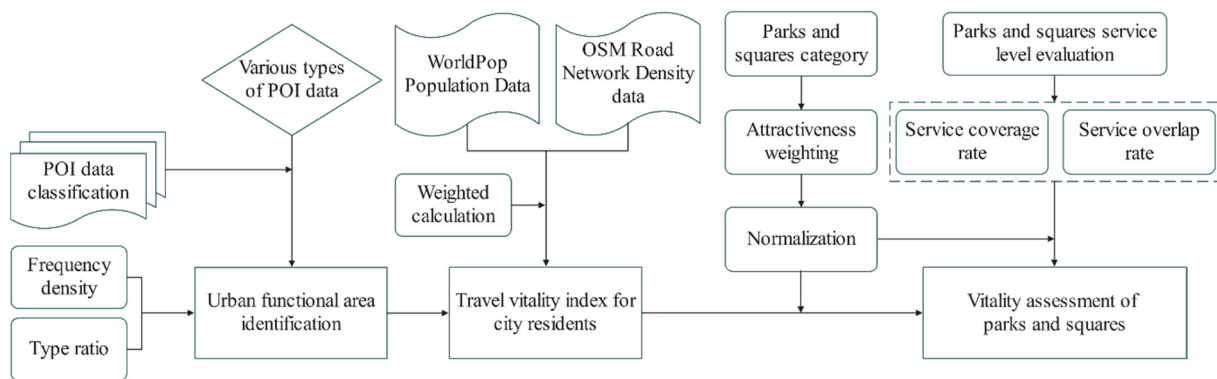 Various types
of POI data
WorldPop
Population Data
OSM Road
Network Density
data
Parks and
squares category
Parks and squares service
level evaluation
POI data
classification
Attractiveness
weighting
Service coverage
rate
Service overlap
rate
Weighted
calculation
Normalization
Frequency
density
Type ratio
Urban functional area
identification
Travel vitality index for
city residents
Vitality assessment of
parks and squares